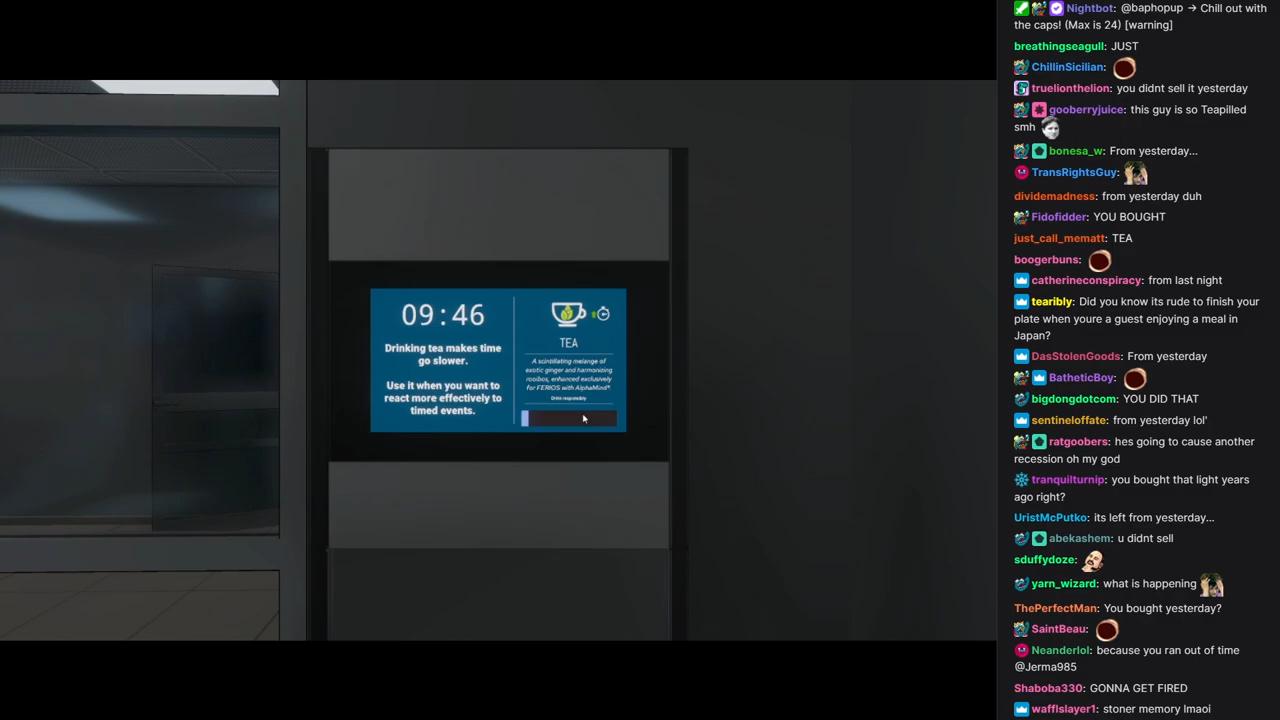 09:46
Drinking tea makes time
go slower.
Use it when you want to
react more effectively to
timed events.
TEA
A scintillating melange of
exotic ginger and harmonizing
rooibos, enhanced exclusively
for FERIOS with AlphaMind®.
Drink responsibly
Nightbot: @baphopup → Chill out with
the caps! (Max is 24) [warning]
breathingseagull: JUST
ChillinSicilian:
truelionthelion: you didnt sell it yesterday
gooberryjuice: this guy is so Teapilled
smh
bonesa_w: From yesterday...
TransRightsGuy:
dividemadness: from yesterday duh
Fidofidder: YOU BOUGHT
just_call_mematt: TEA
boogerbuns:
catherineconspiracy: from last night
tearibly: Did you know its rude to finish your
plate when youre a guest enjoying a meal in
Japan?
DasStolenGoods: From yesterday
BatheticBoy:
bigdongdotcom: YOU DID THAT
sentineloffate: from yesterday lol'
ratgoobers: hes going to cause another
recession oh my god
tranquilturnip: you bought that light years
ago right?
UristMcPutko: its left from yesterday...
abekashem: u didnt sell
sduffydoze:
yarn_wizard: what is happening
ThePerfectMan: You bought yesterday?
SaintBeau:
Neanderlol: because you ran out of time
@Jerma985
Shaboba330: GONNA GET FIRED
wafflslayer1: stoner memory lmaoi